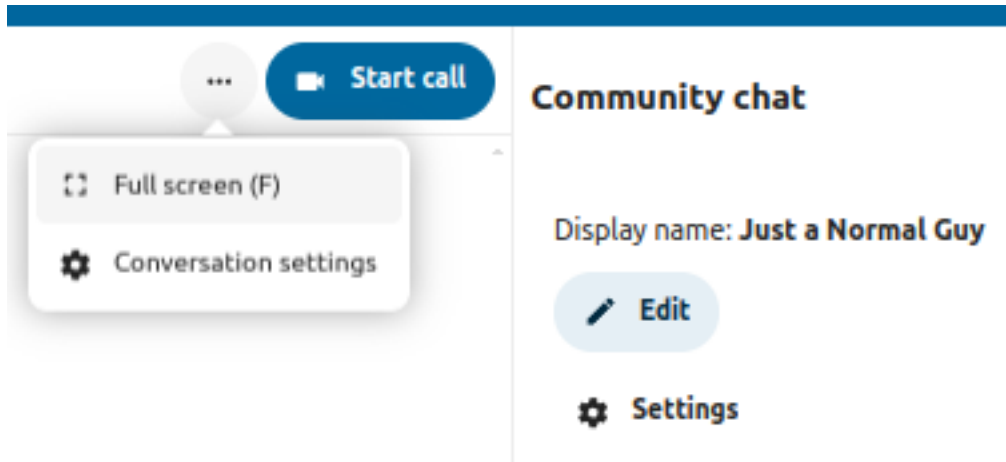 Start call
Full screen (F)
Conversation settings
Community chat
Display name: Just a Normal Guy
Edit
Settings